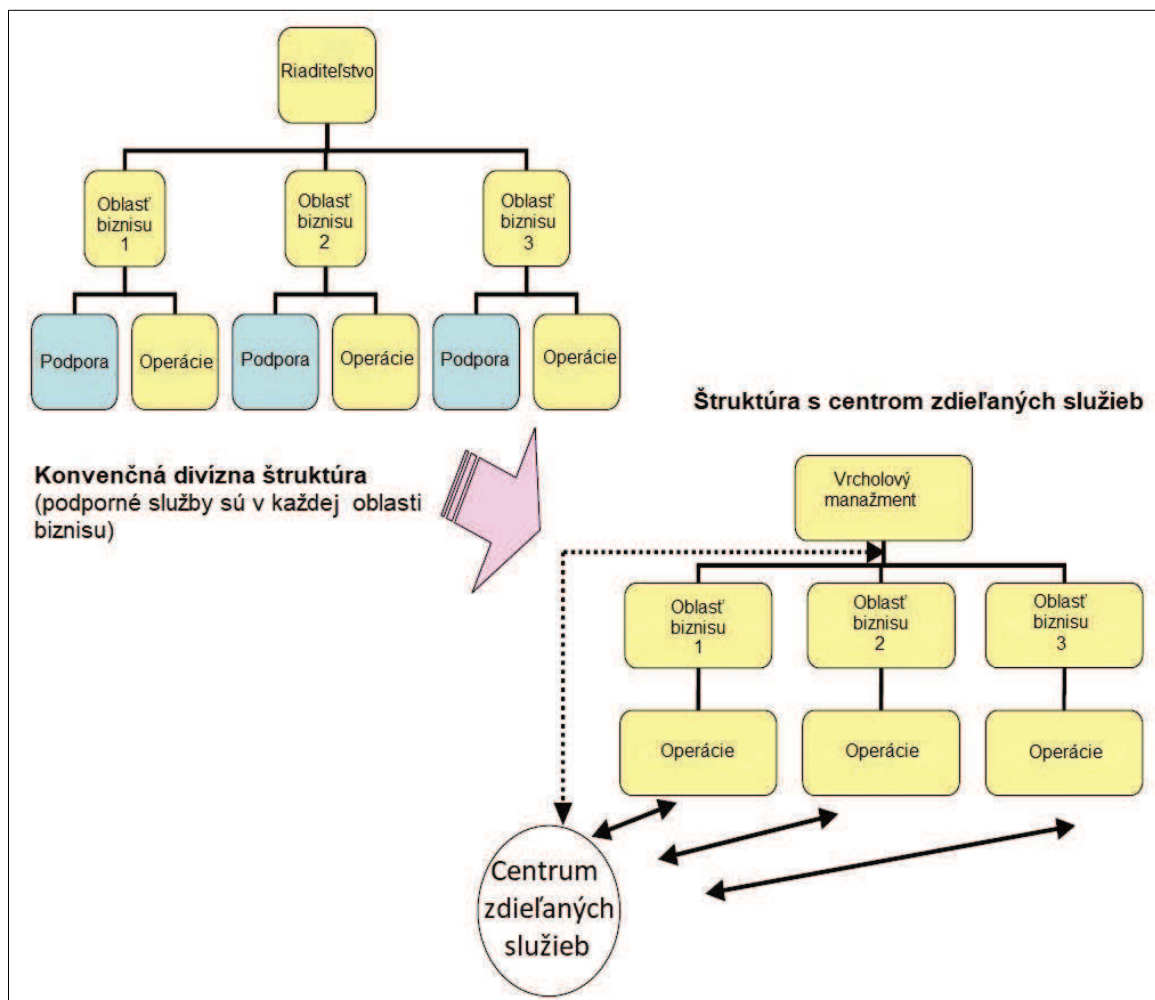 Riaditeľstvo
Oblasť
biznisu
1
Oblasť
biznisu
2
Oblasť
biznisu
3
Podpora
Operácie
Podpora
Operácie
Podpora
Operácie
Konvenčná divízna štruktúra
(podporné služby sú v každej oblasti
biznisu)
Štruktúra s centrom zdieľaných služieb
Vrcholový
manažment
Oblasť
biznisu
1
Oblasť
biznisu
2
Oblasť
biznisu
3
Operácie
Operácie
Operácie
Centrum
zdieľaných
služieb